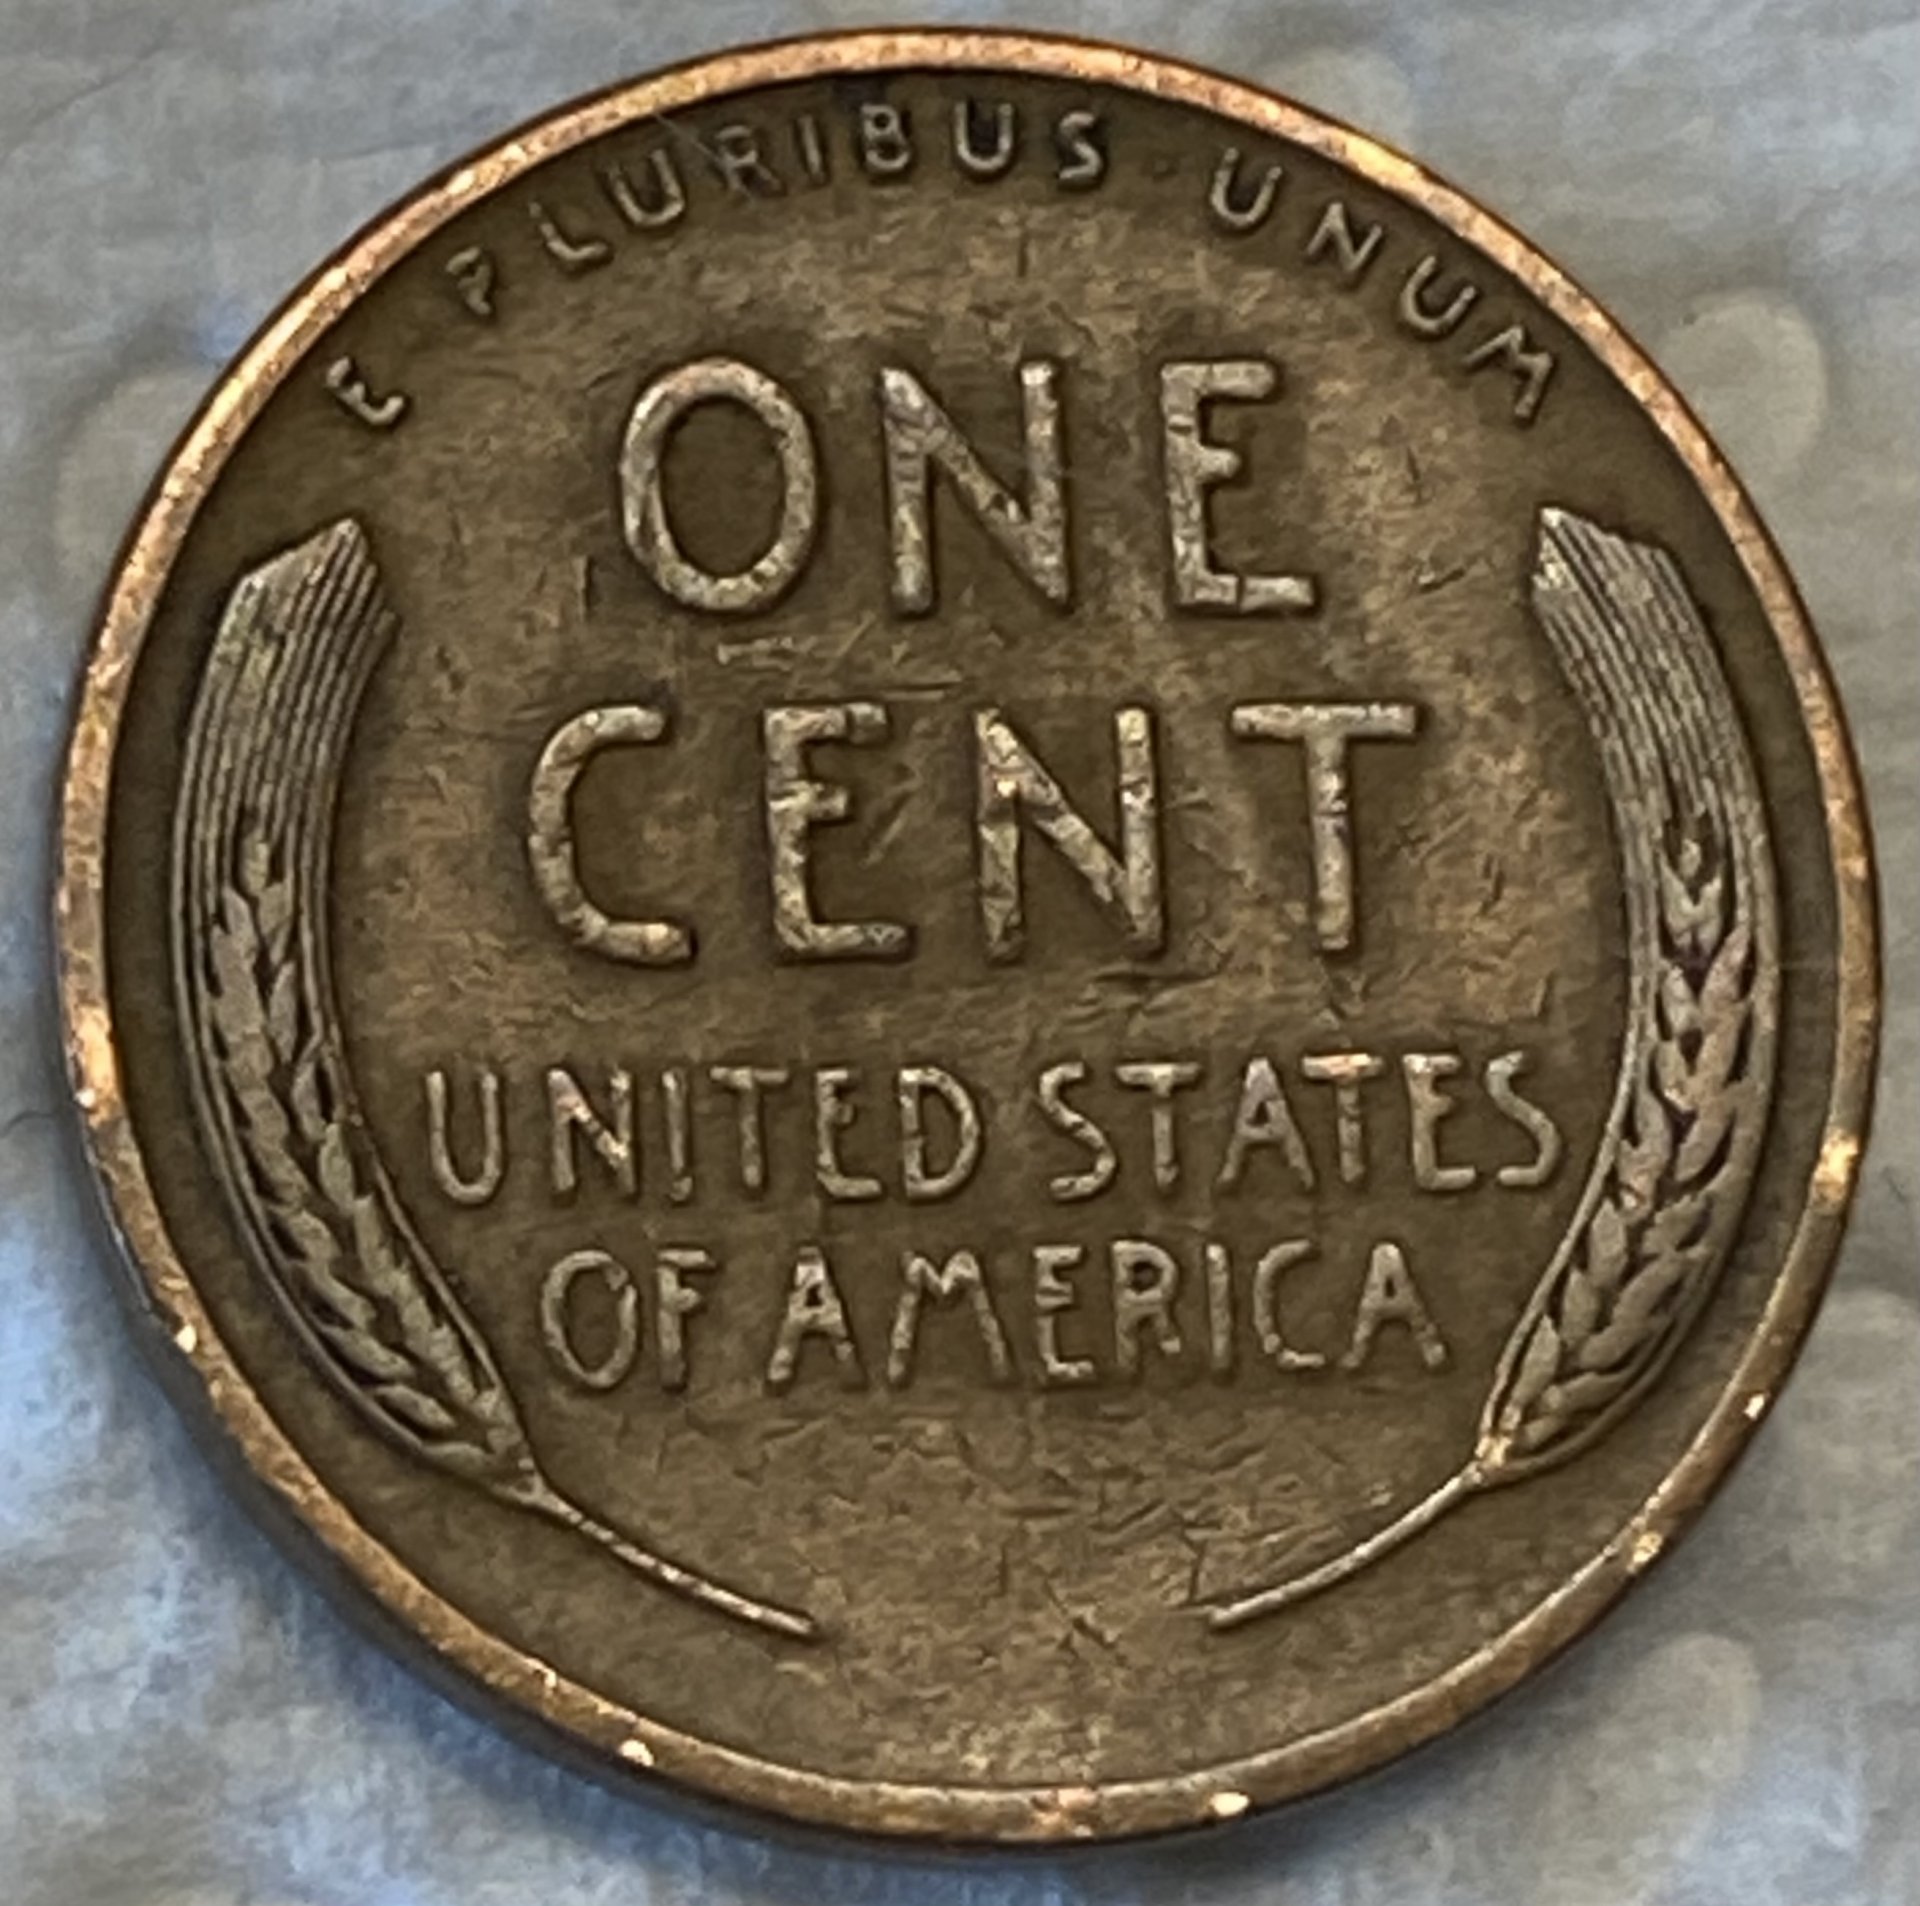 E PLURIBUS · UNUM
ONE
CENT
UNITED STATES
OF AMERICA